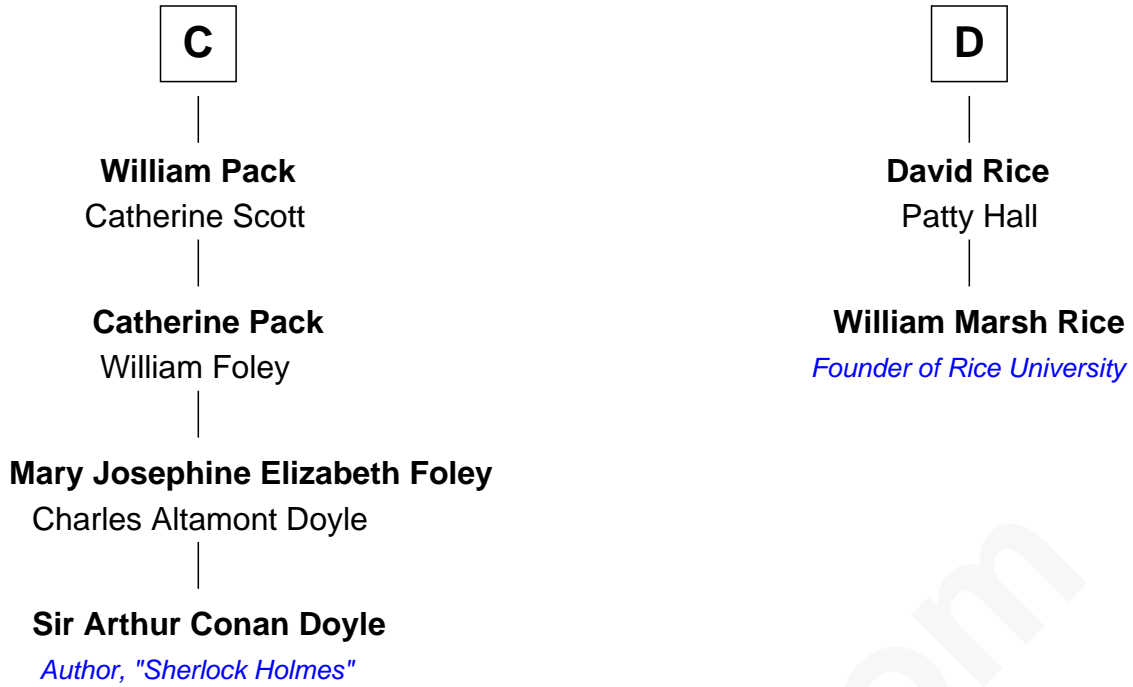 C
William Pack
Catherine Scott
Catherine Pack
William Foley
Mary Josephine Elizabeth Foley
Charles Altamont Doyle
Sir Arthur Conan Doyle
Author, "Sherlock Holmes"
D
David Rice
Patty Hall
William Marsh Rice
Founder of Rice University
om